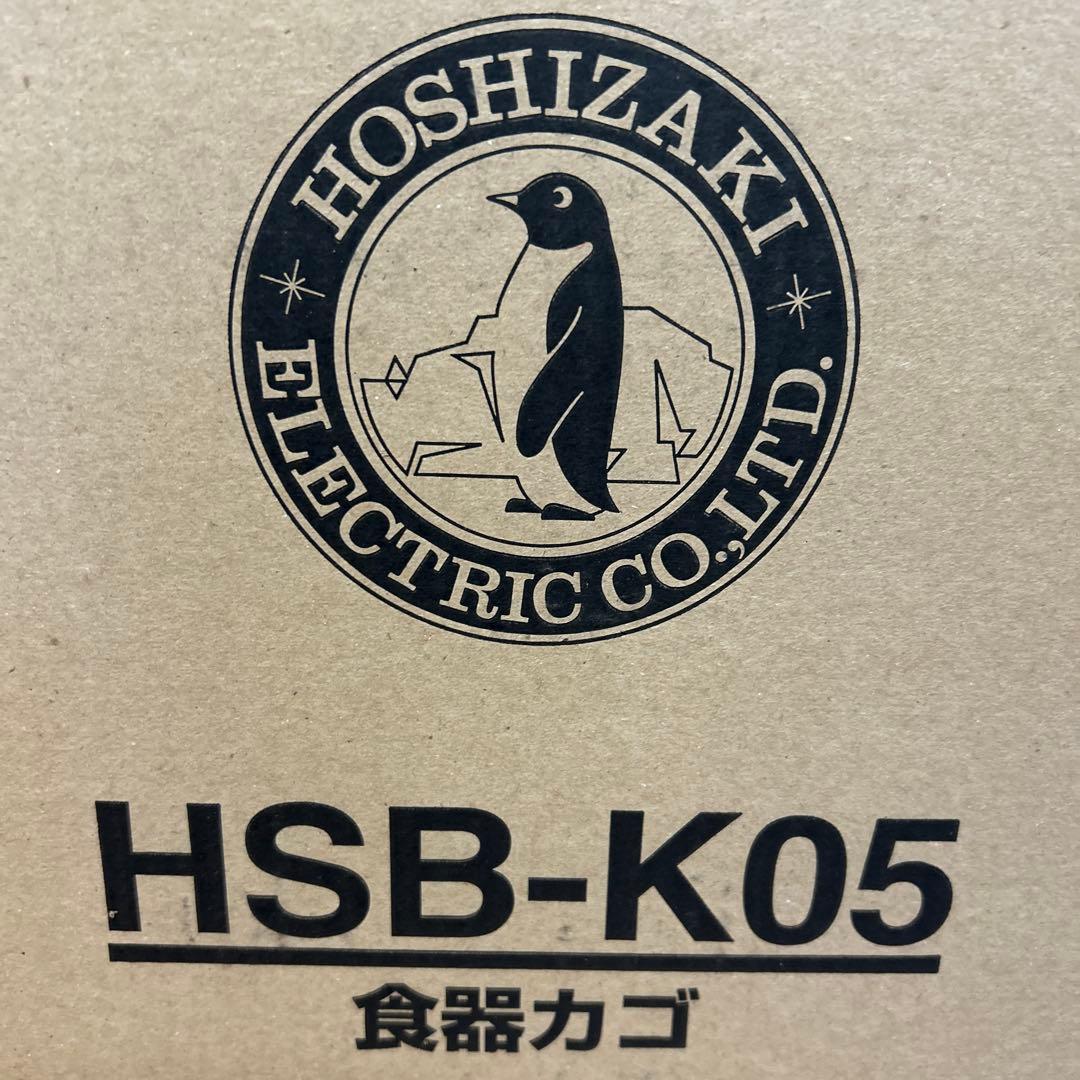 HOSHIZAKI
ELECTRIC CO.,LTD.
HSB-K05
食器カゴ